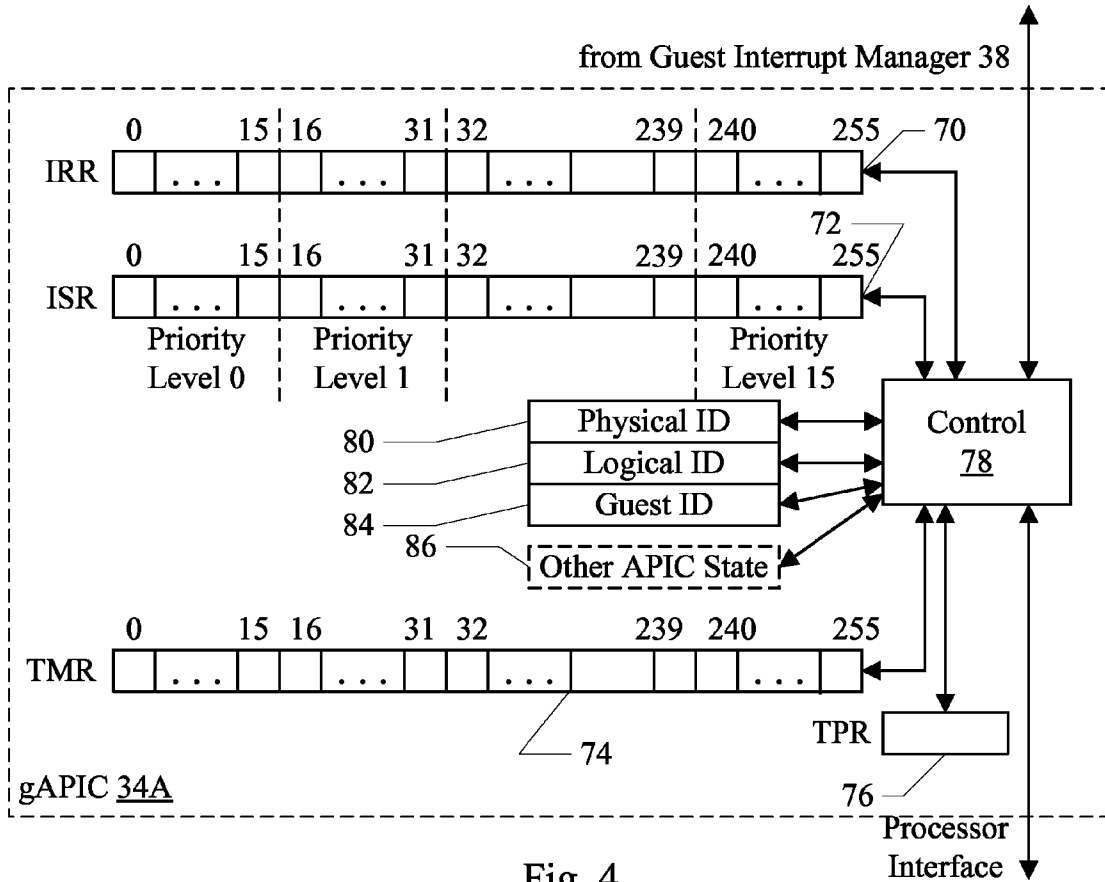 from Guest Interrupt Manager 38
0 15 16 31 32 239 240 255 70
IRR ... ... ... ...
72
0 15 16 31 32 239 240 255
ISR ... ... ... ...
Priority Level 0
Priority Level 1
Priority Level 15
80 Physical ID
82 Logical ID
84 Guest ID
86 Other APIC State
Control
78
0 15 16 31 32 239 240 255
TMR ... ... ... ...
74
TPR
76
gAPIC 34A
Processor
Interface
Fig. 4